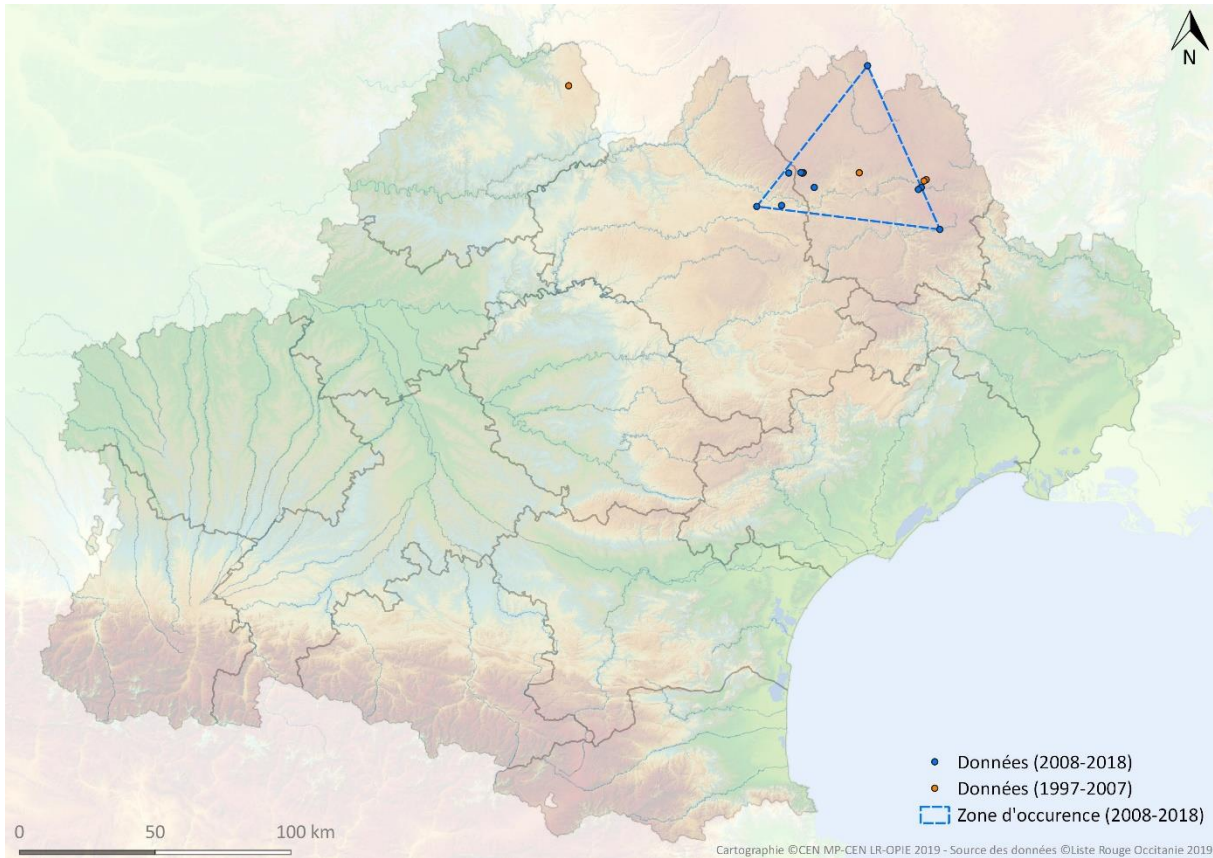 N
Données (2008-2018)
Données (1997-2007)
Zone d'occurence (2008-2018)
0 50 100 km
Cartographie ©CEN MP-CEN LR-OPIE 2019 - Source des données ©Liste Rouge Occitanie 2019